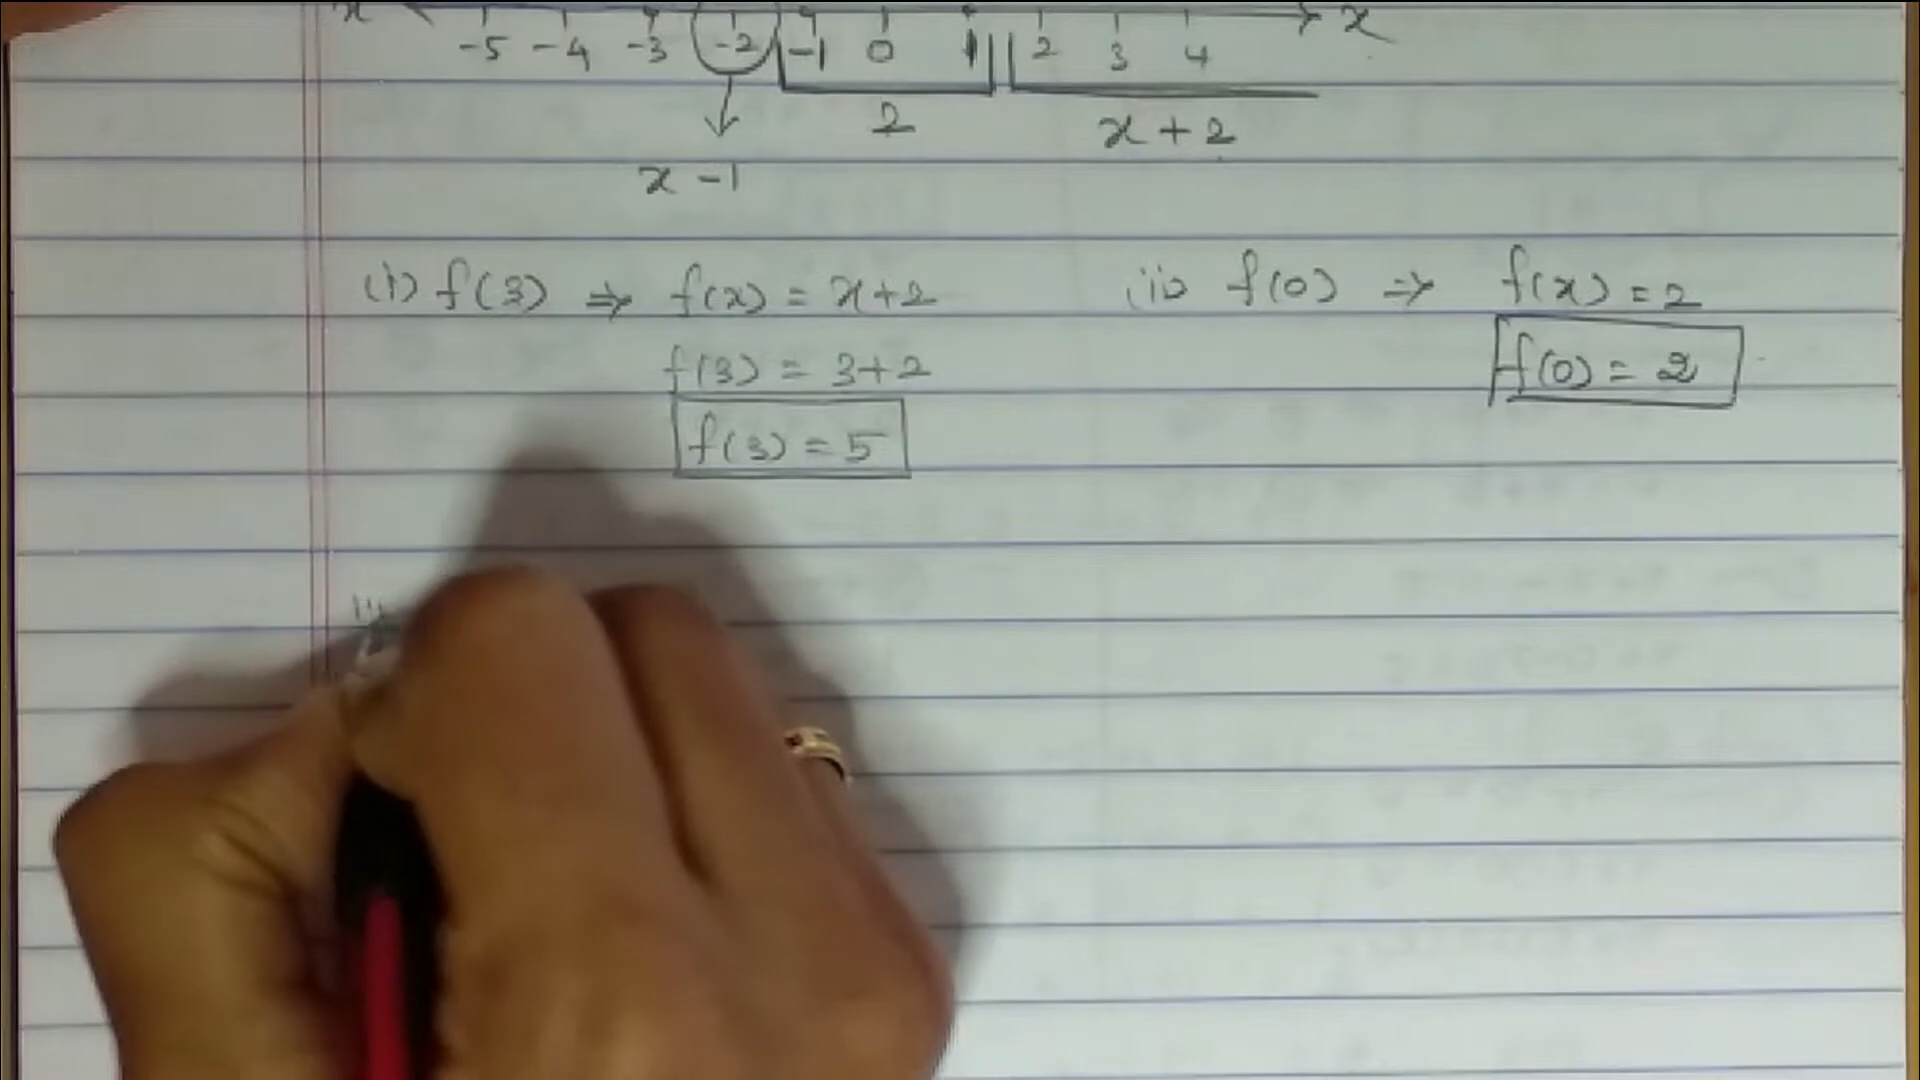 x x
-5 -4 -3 -2 -1 0 1 2 3 4
2 x+2
x-1
(i) f(3) ⇒ f(x) = x+2 (ii) f(0) ⇒ f(x) = 2
f(3) = 3+2 f(0) = 2
f(3) = 5
iii